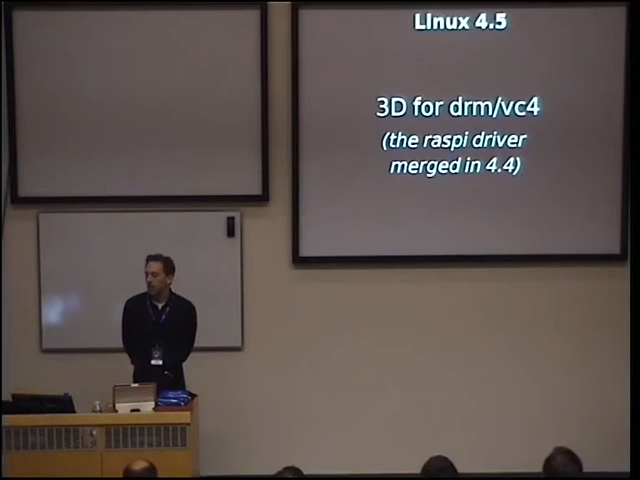 Linux 4.5
3D for drm/vc4
(the raspi driver
merged in 4.4)